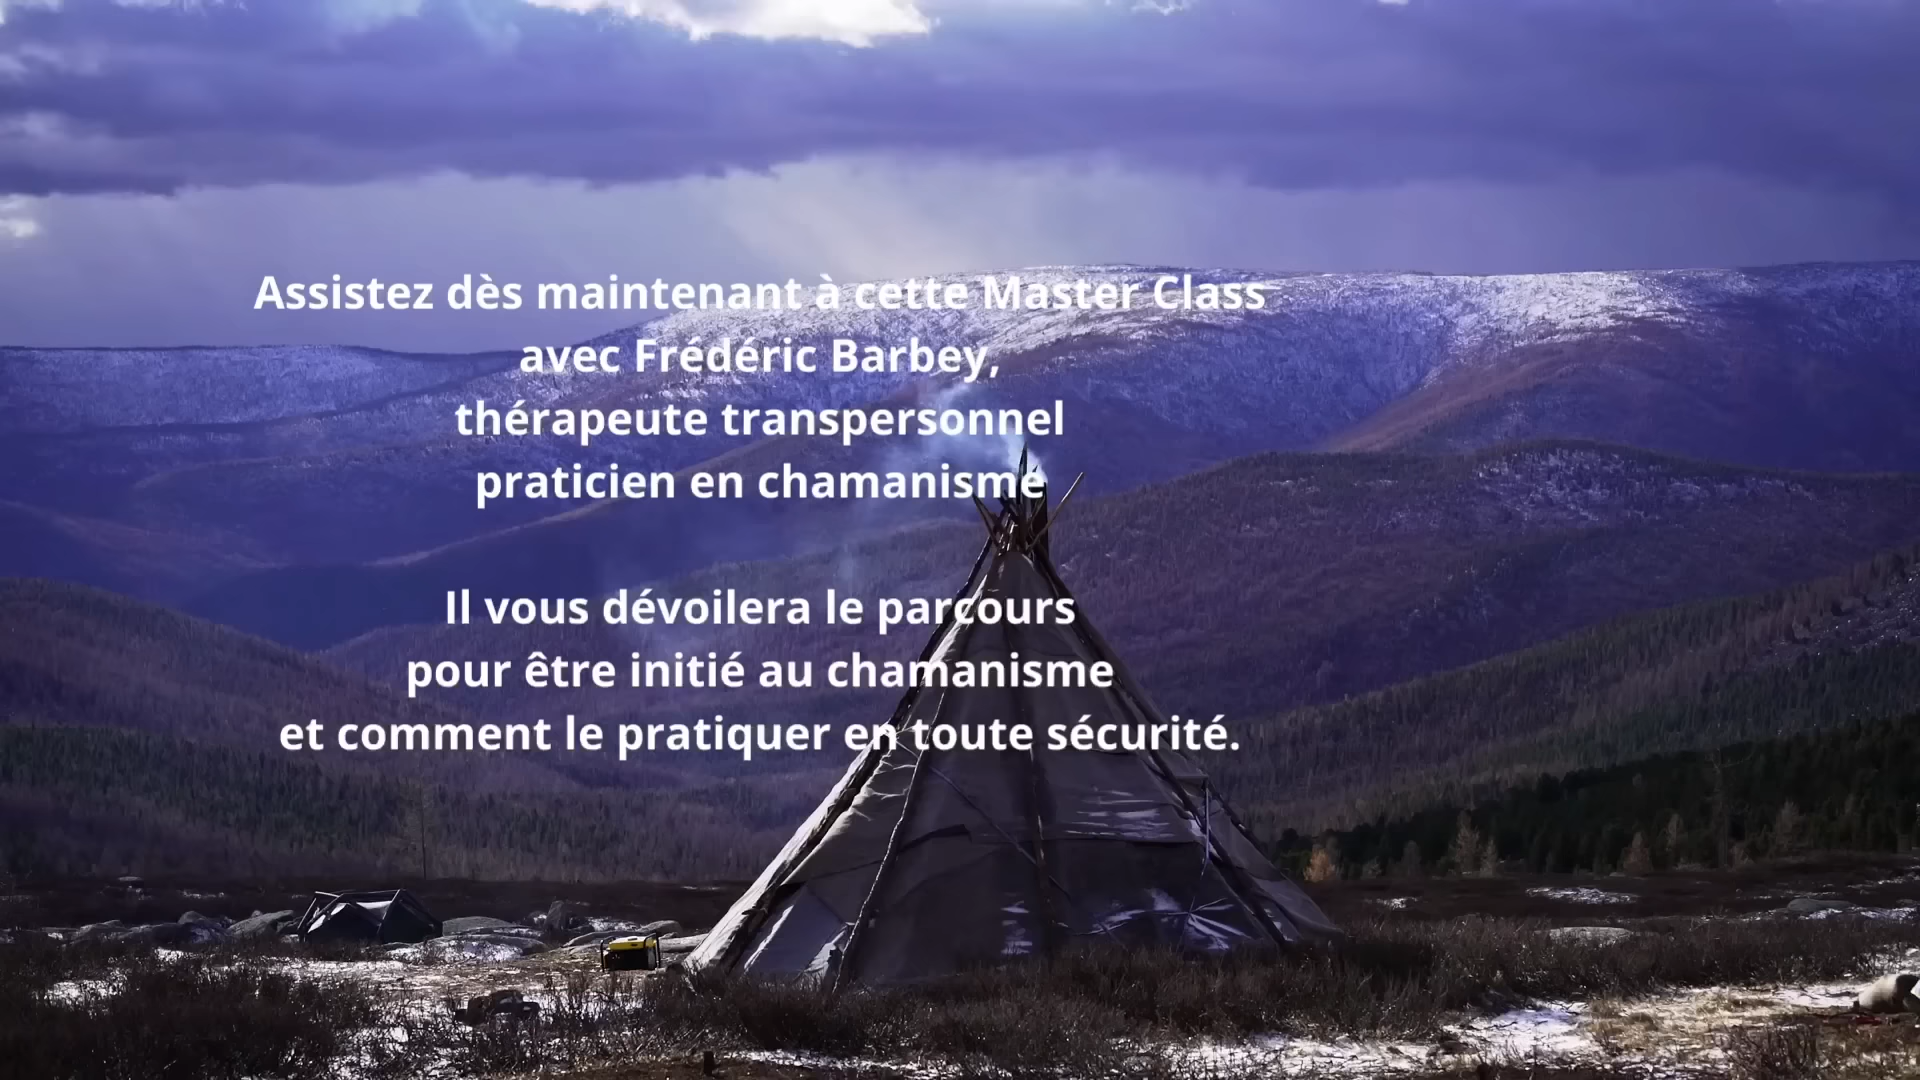 Assistez dès maintenant à cette Master Class
avec Frédéric Barbey,
thérapeute transpersonnel
praticien en chamanisme
Il vous dévoilera le parcours
pour être initié au chamanisme
et comment le pratiquer en toute sécurité.